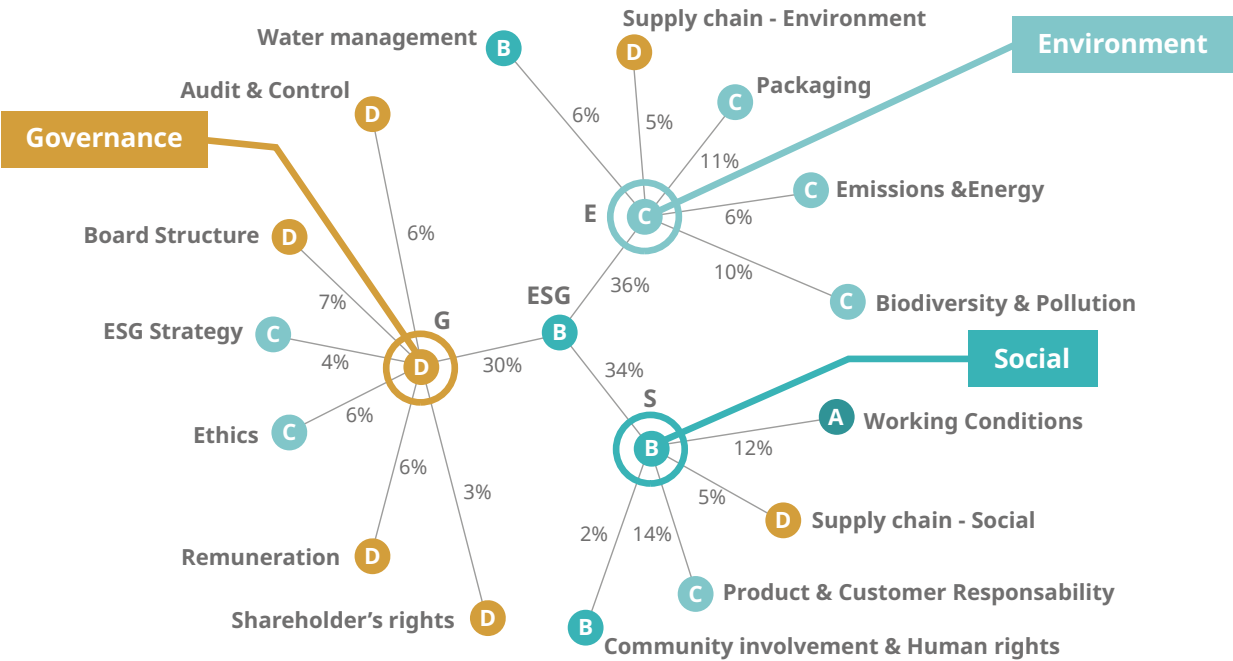 Supply chain - Environment
Water management
B
D
Environment
Packaging
C
Audit & Control
D
Governance
6%
5%
11%
Emissions &Energy
C
E
C
6%
Board Structure
D
6%
10%
36%
Biodiversity & Pollution
C
7%
ESG
G
ESG Strategy
C
B
4%
D
30%
34%
Social
S
6%
Ethics
C
A
Working Conditions
B
12%
6%
3%
5%
D
Supply chain - Social
2%
14%
Remuneration
D
C
Product & Customer Responsability
Shareholder’s rights
D
B
Community involvement & Human rights